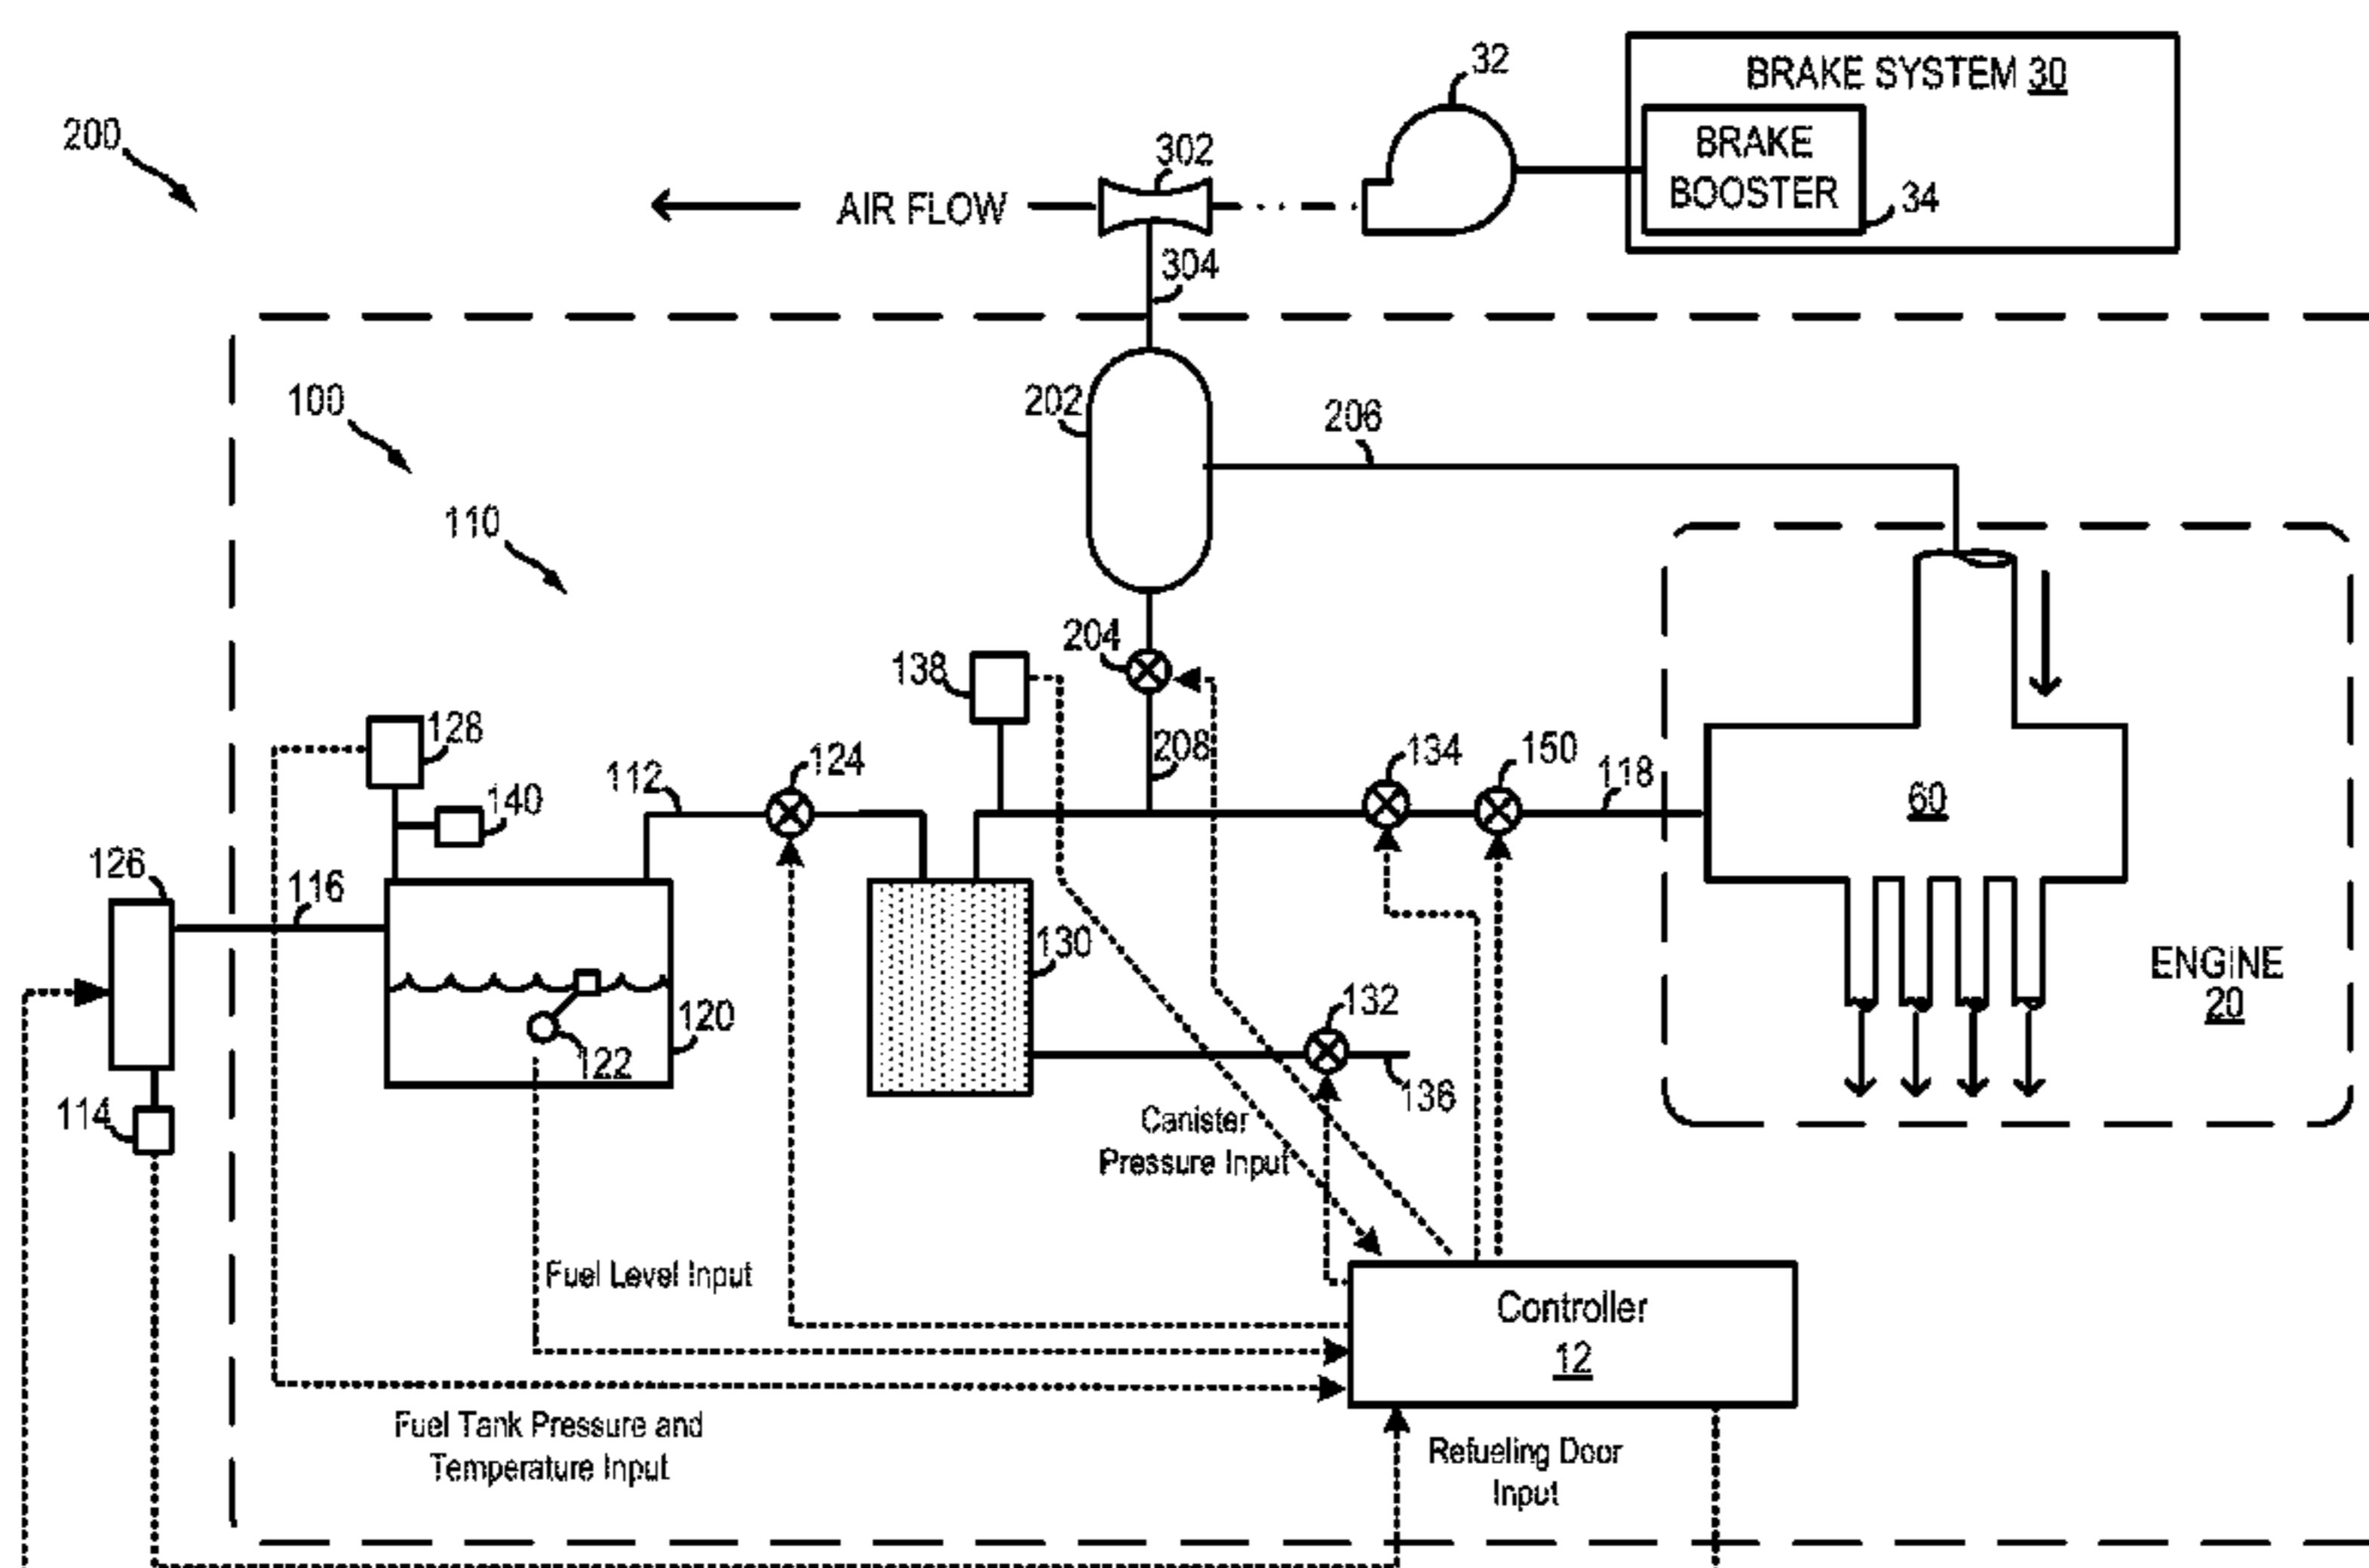 32
BRAKE SYSTEM 30
200
302
BRAKE
BOOSTER
34
AIR FLOW
304
100
202
206
110
204
138
128
208
134
150
112
124
118
140
60
126
116
130
ENGINE
20
132
120
122
136
114
Canister
Pressure Input
Fuel Level Input
Controller
12
Fuel Tank Pressure and
Temperature Input
Refueling Door
Input